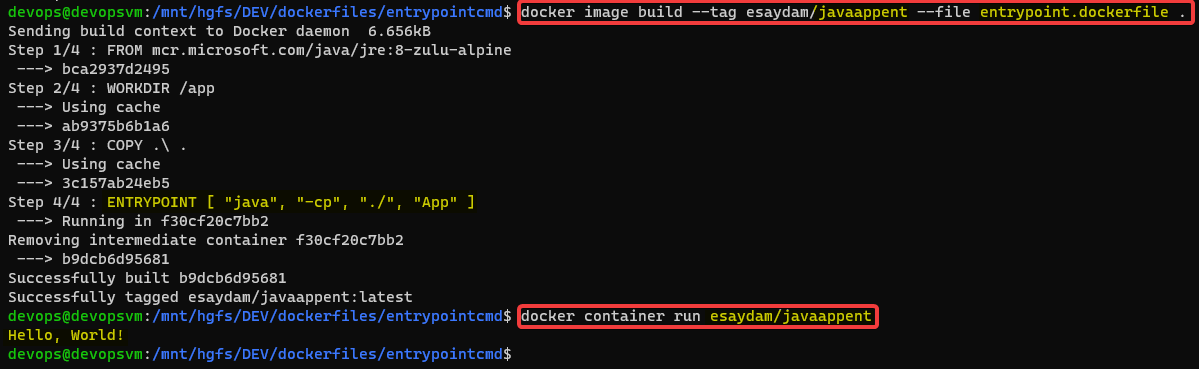 devops@devopsvm:/mnt/hgfs/DEV/dockerfiles/entrypointcmd$ docker image build --tag esaydam/javaappent --file entrypoint.dockerfile .
Sending build context to Docker daemon  6.656kB
Step 1/4 : FROM mcr.microsoft.com/java/jre:8-zulu-alpine
 ---> bca2937d2495
Step 2/4 : WORKDIR /app
 ---> Using cache
 ---> ab9375b6b1a6
Step 3/4 : COPY .\ .
 ---> Using cache
 ---> 3c157ab24eb5
Step 4/4 : ENTRYPOINT [ "java", "-cp", "./", "App" ]
 ---> Running in f30cf20c7bb2
Removing intermediate container f30cf20c7bb2
 ---> b9dcb6d95681
Successfully built b9dcb6d95681
Successfully tagged esaydam/javaappent:latest
devops@devopsvm:/mnt/hgfs/DEV/dockerfiles/entrypointcmd$ docker container run esaydam/javaappent
Hello, World!
devops@devopsvm:/mnt/hgfs/DEV/dockerfiles/entrypointcmd$